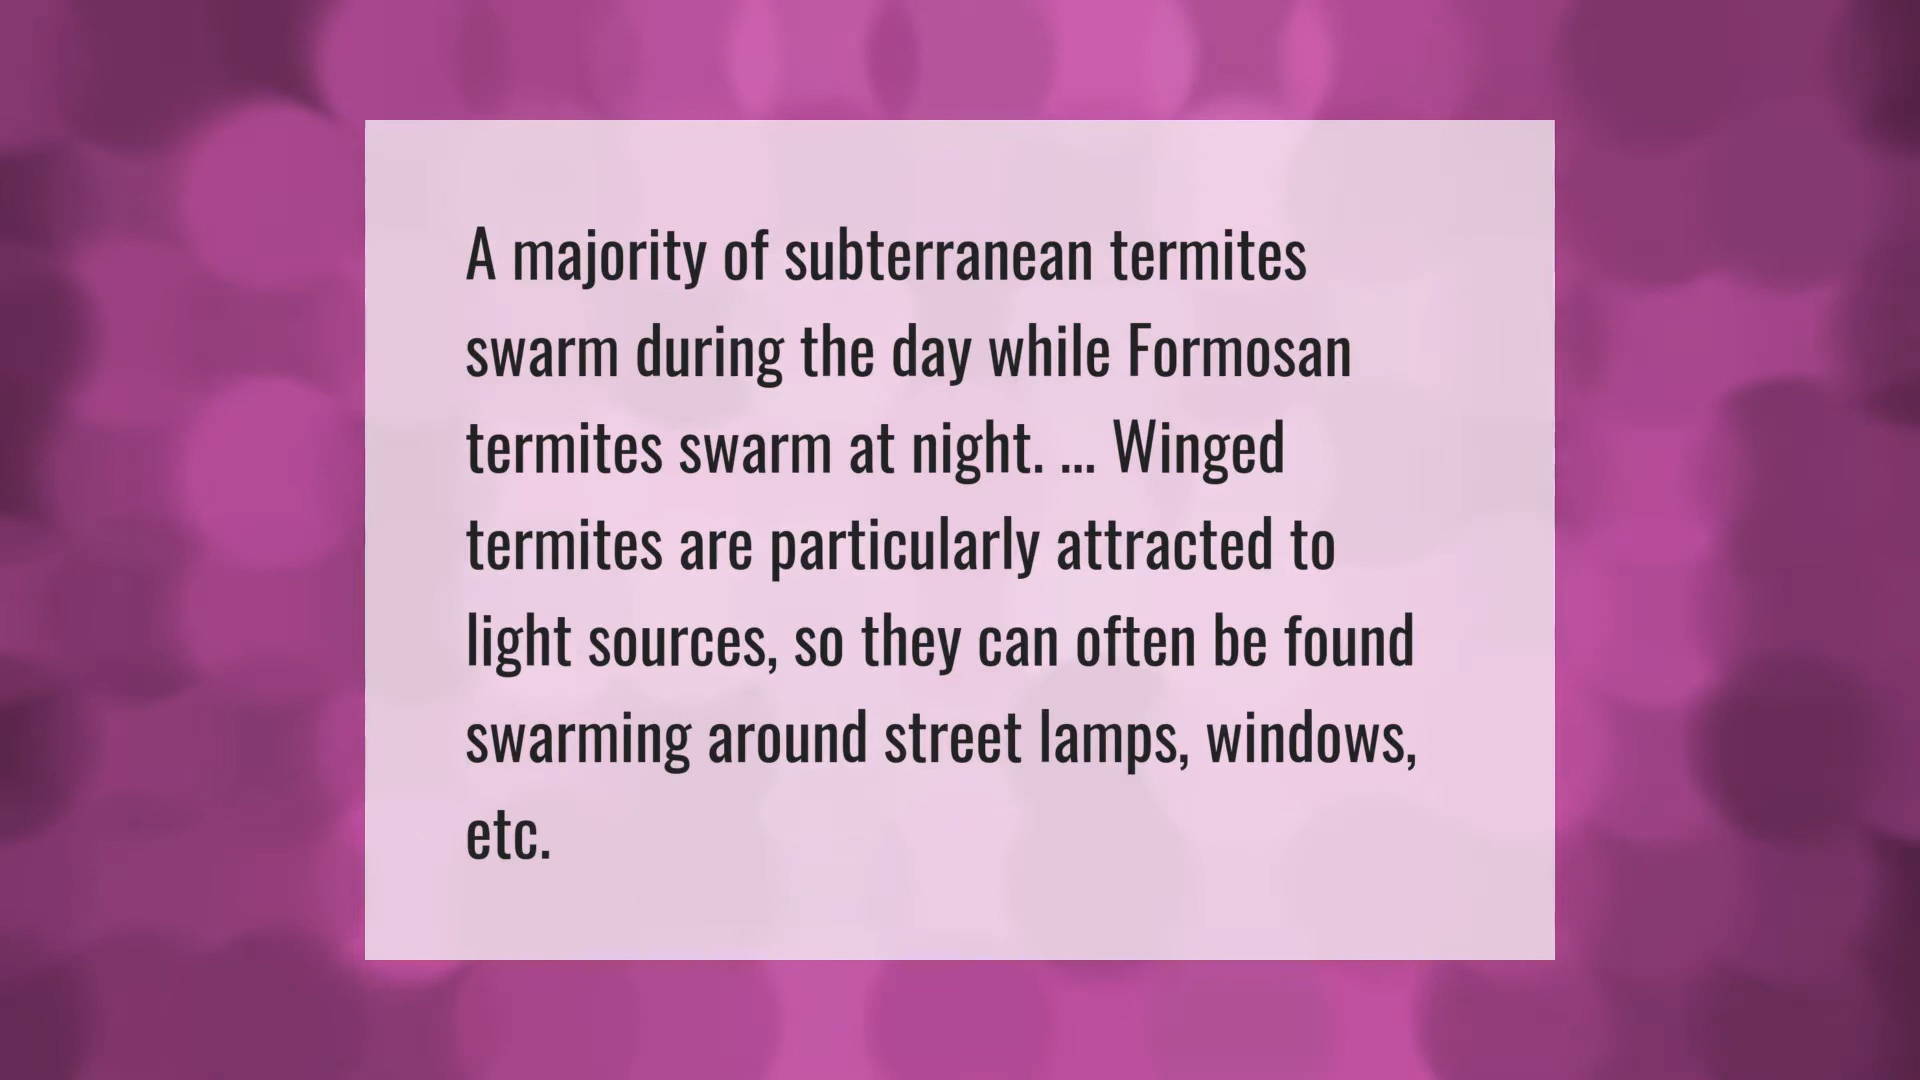 A majority of subterranean termites
swarm during the day while Formosan
termites swarm at night. ... Winged
termites are particularly attracted to
light sources, so they can often be found
swarming around street lamps, windows,
etc.